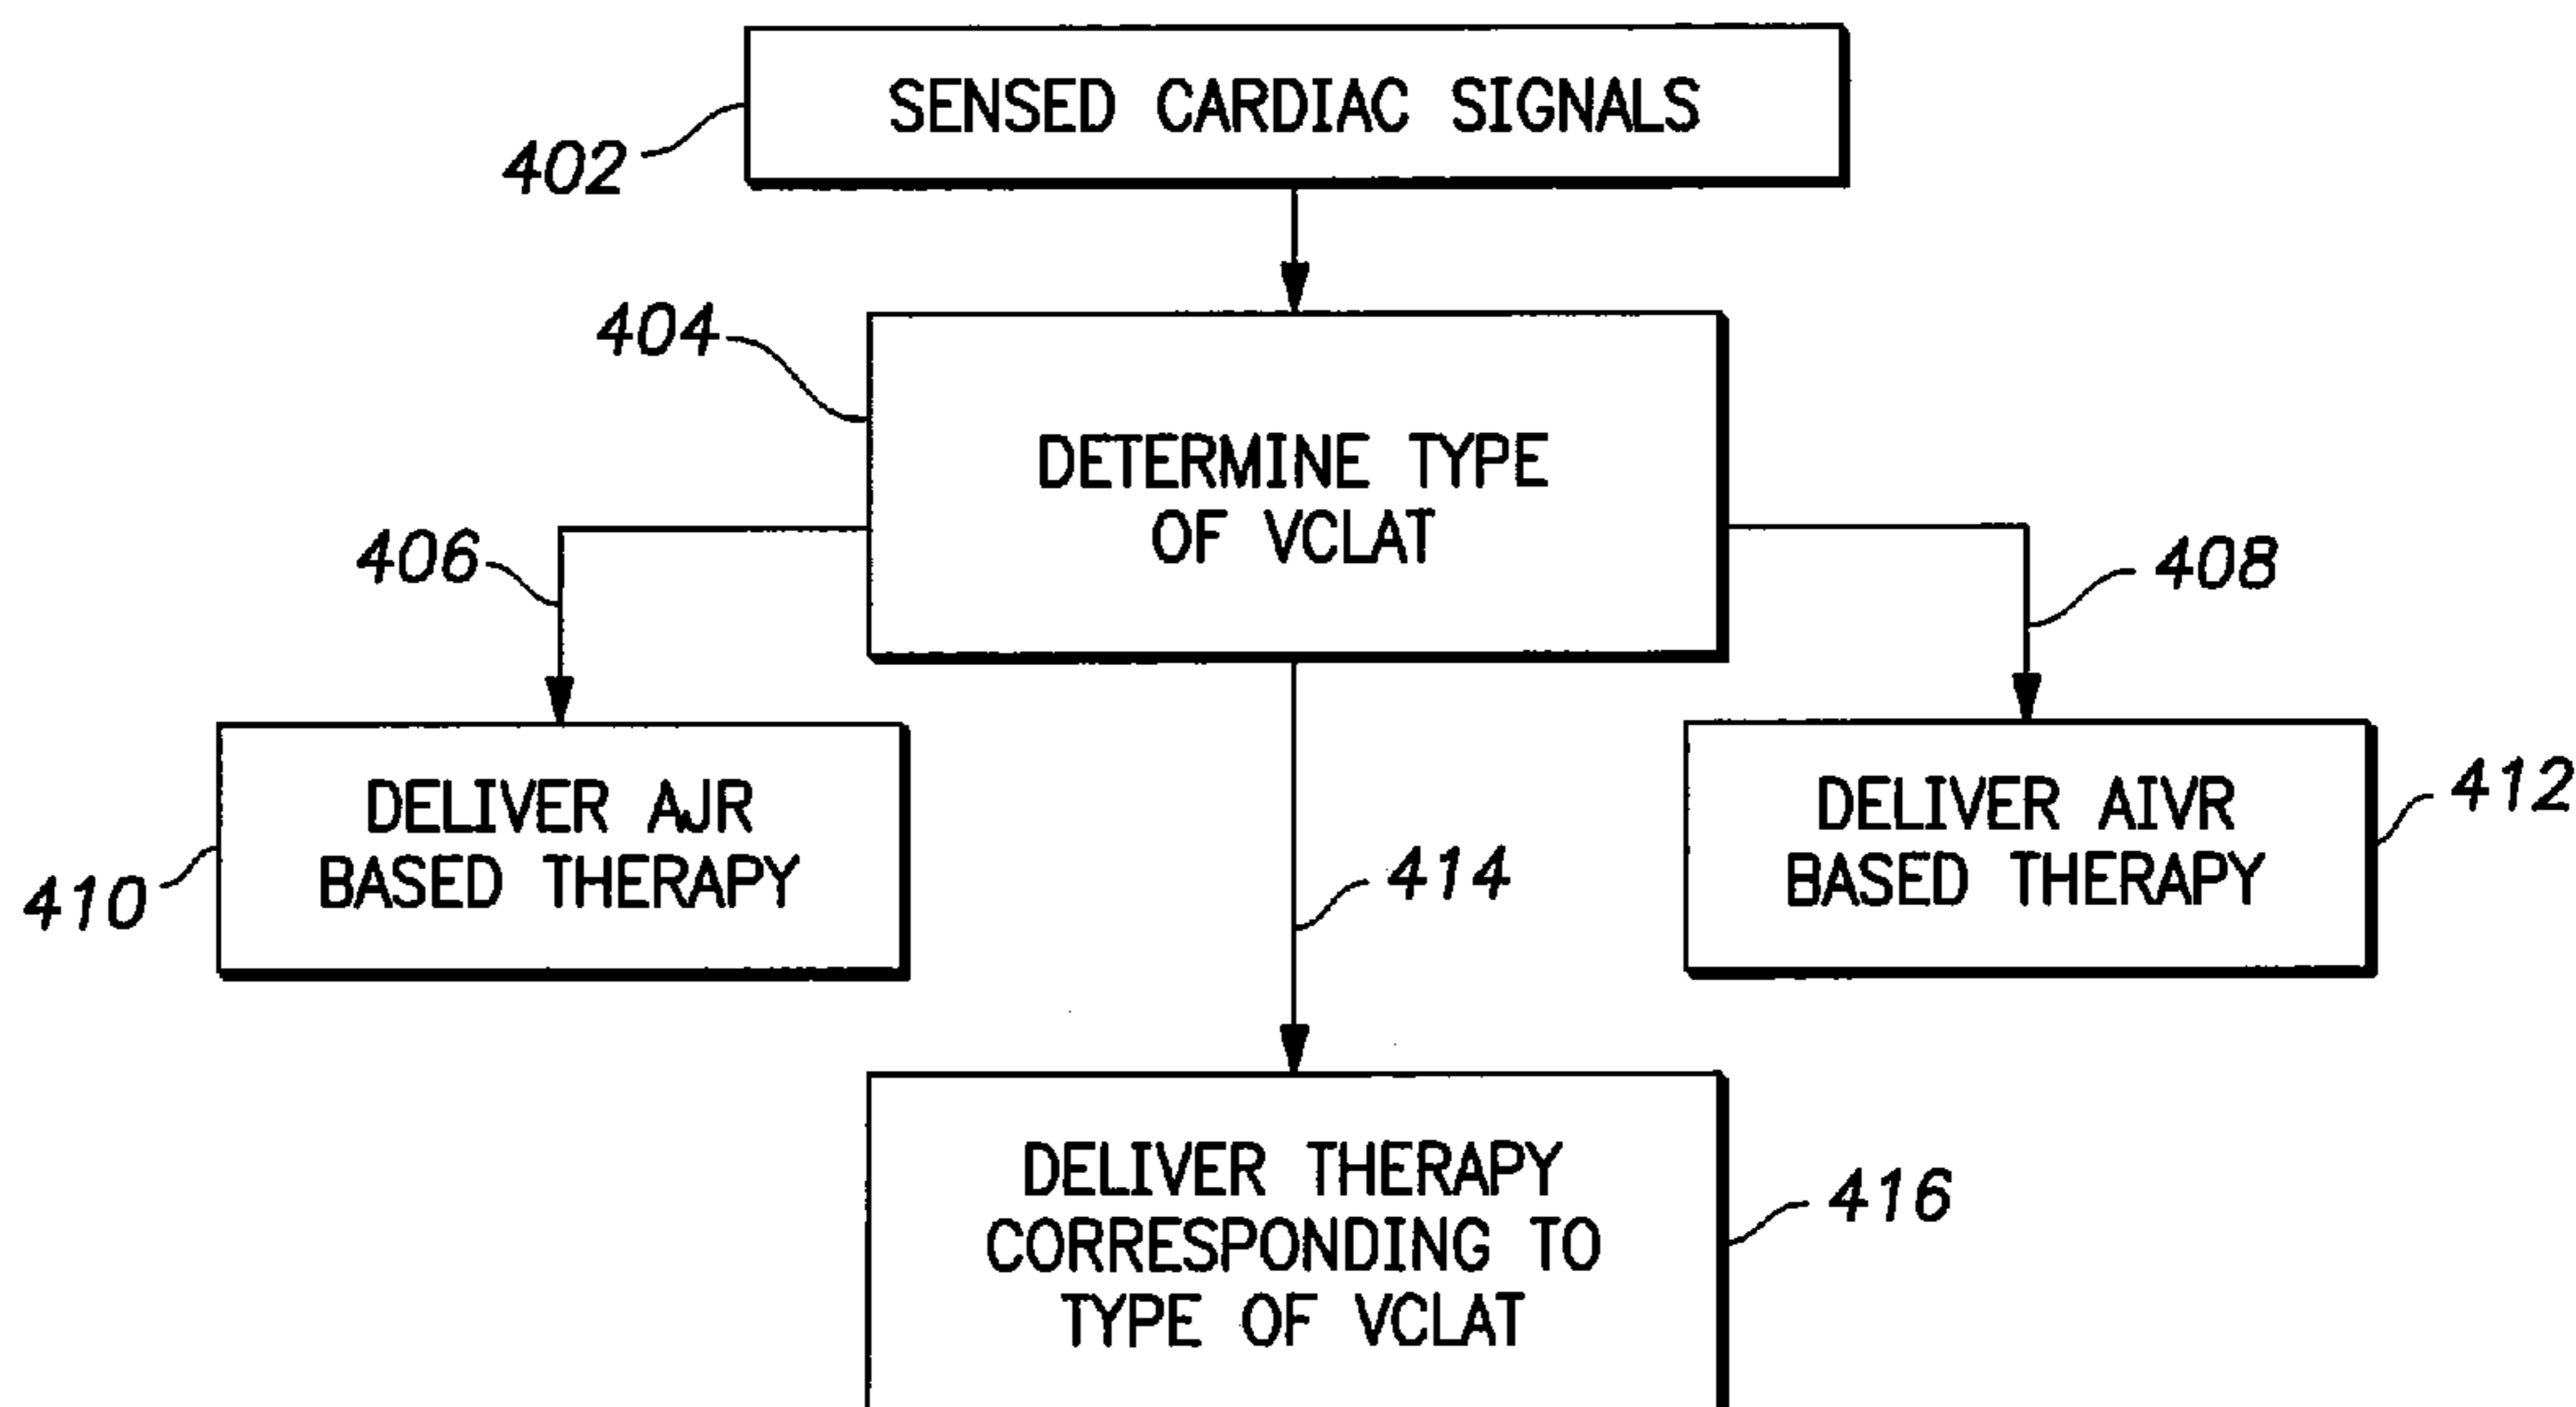 SENSED CARDIAC SIGNALS
402
404
DETERMINE TYPE
OF VCLAT
406
408
DELIVER AJR
BASED THERAPY
410
DELIVER AIVR
BASED THERAPY
412
414
DELIVER THERAPY
CORRESPONDING TO
TYPE OF VCLAT
416